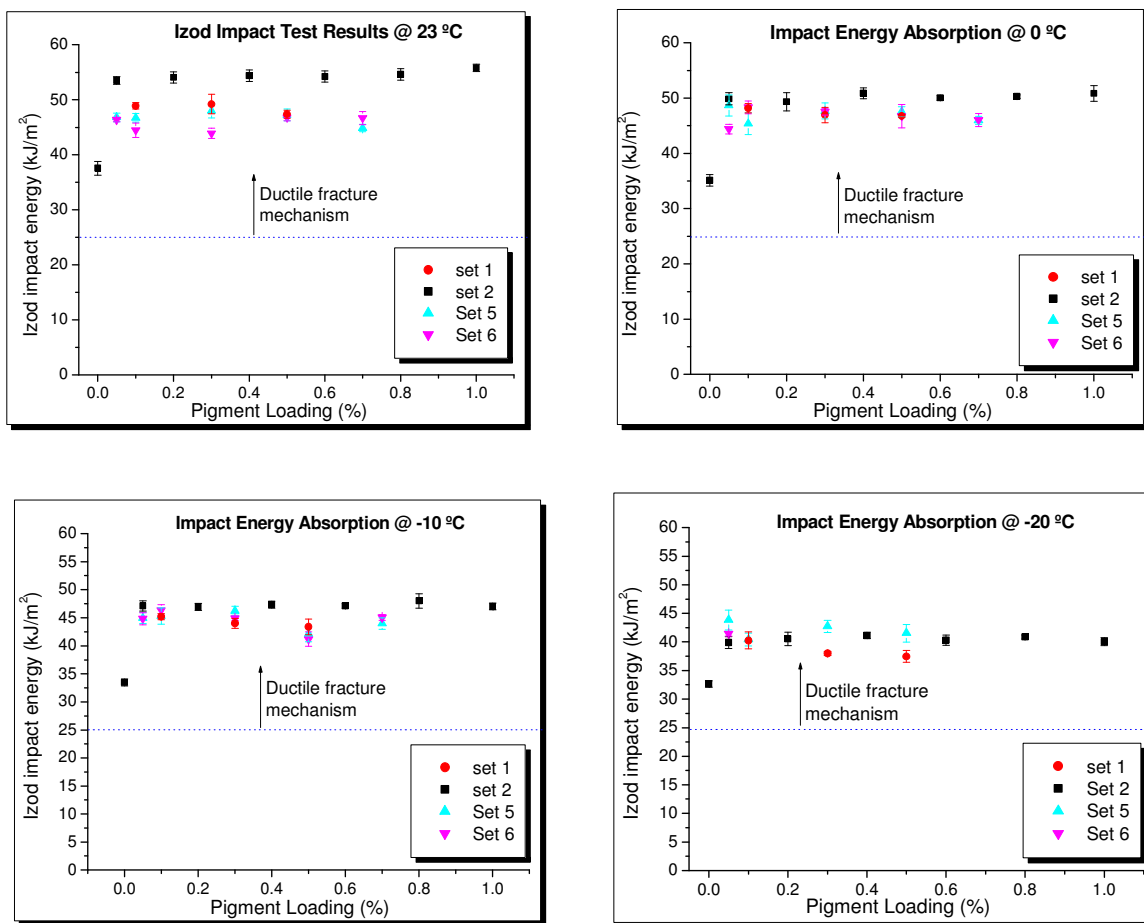 Izod Impact Test Results @ 23 ºC
Izod impact energy (kJ/m²)
60
50
40
30
20
10
0
Ductile fracture
mechanism
set 1
set 2
Set 5
Set 6
0.0 0.2 0.4 0.6 0.8 1.0
Pigment Loading (%)
Impact Energy Absorption @ 0 ºC
Izod impact energy (kJ/m²)
60
50
40
30
20
10
0
Ductile fracture
mechanism
set 1
set 2
Set 5
Set 6
0.0 0.2 0.4 0.6 0.8 1.0
Pigment Loading (%)
Impact Energy Absorption @ -10 ºC
Izod impact energy (kJ/m²)
60
55
50
45
40
35
30
25
20
15
10
5
0
Ductile fracture
mechanism
set 1
set 2
Set 5
Set 6
0.0 0.2 0.4 0.6 0.8 1.0
Pigment Loading (%)
Impact Energy Absorption @ -20 ºC
Izod impact energy (kJ/m²)
60
55
50
45
40
35
30
25
20
15
10
5
0
Ductile fracture
mechanism
set 1
Set 2
Set 5
Set 6
0.0 0.2 0.4 0.6 0.8 1.0
Pigment Loading (%)